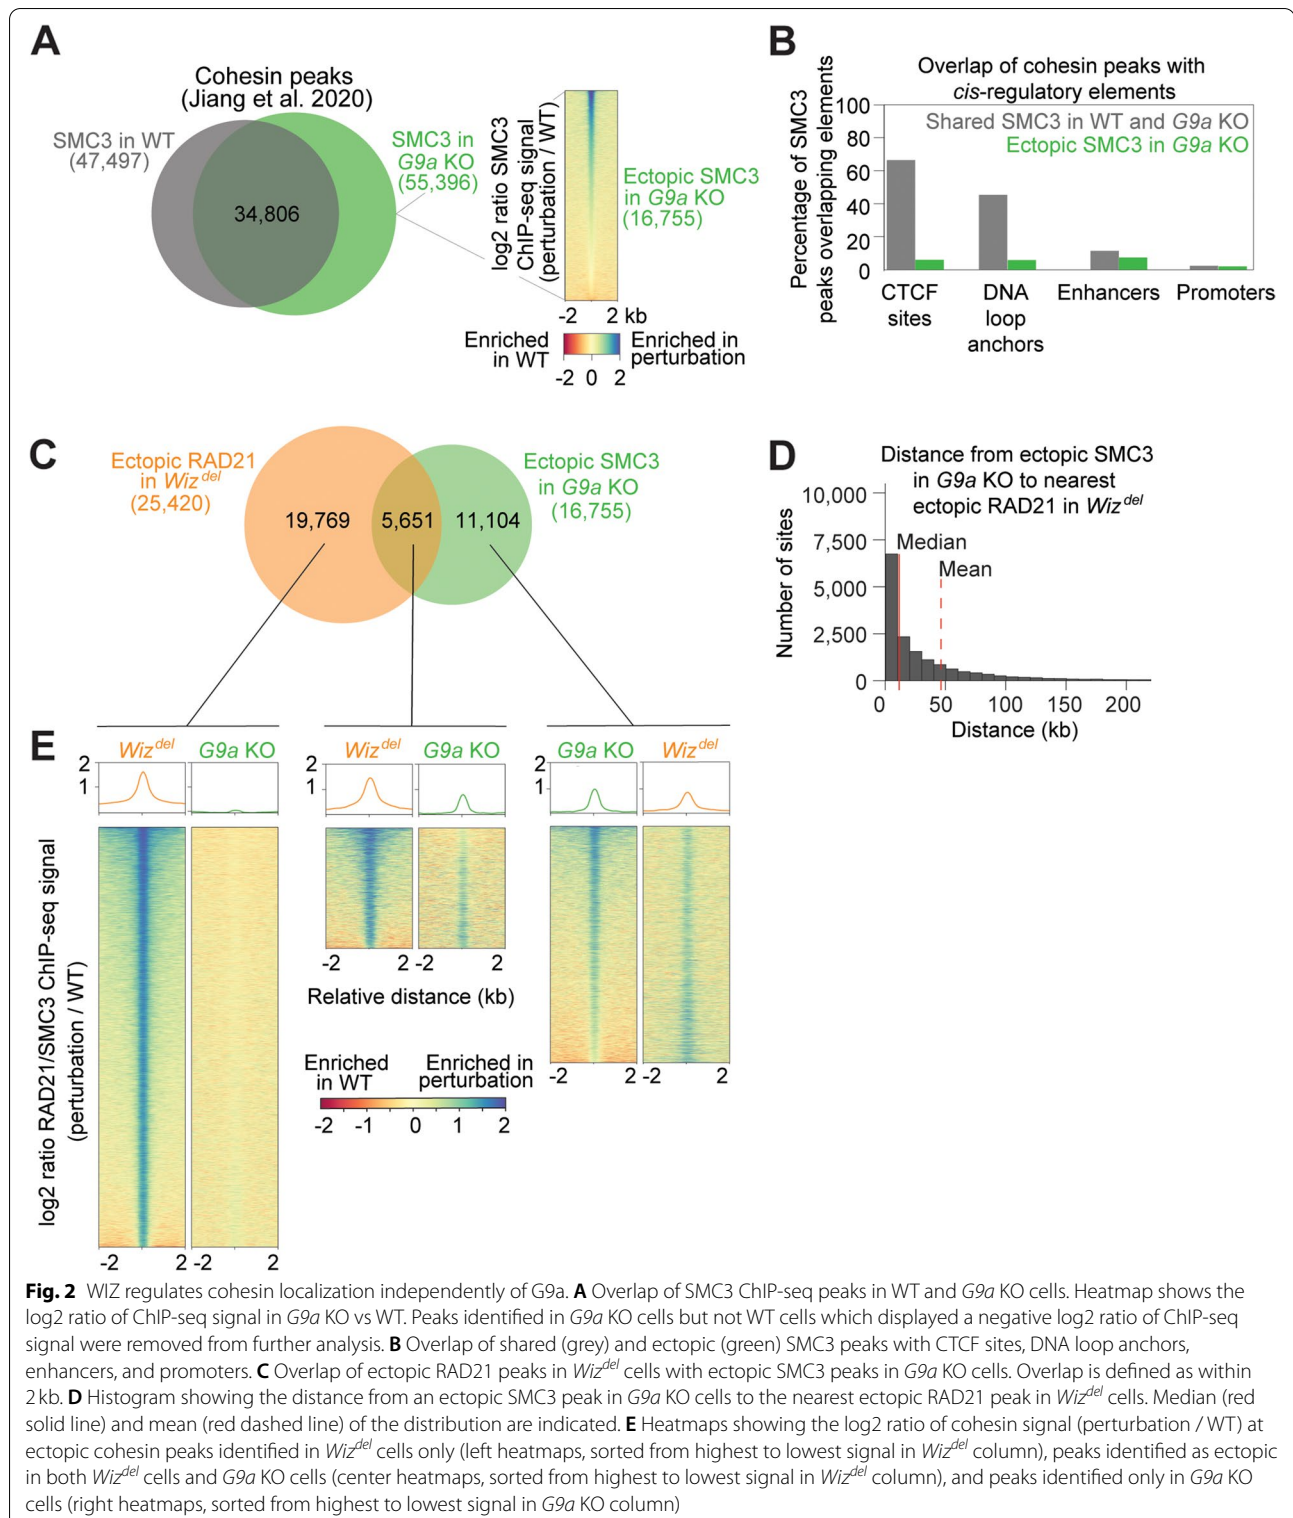 A
Cohesin peaks
(Jiang et al. 2020)
SMC3 in WT
(47,497)
34,806
SMC3 in
G9a KO
(55,396)
log2 ratio SMC3
ChIP-seq signal
(perturbation / WT)
Ectopic SMC3
in G9a KO
(16,755)
-2 2 kb
Enriched
in WT
Enriched in
perturbation
-2 0 2
B
Overlap of cohesin peaks with
cis-regulatory elements
Percentage of SMC3
peaks overlapping elements
100
80
60
40
20
0
Shared SMC3 in WT and G9a KO
Ectopic SMC3 in G9a KO
CTCF
sites
DNA
loop
anchors
Enhancers
Promoters
C
Ectopic RAD21
in Wiz del
(25,420)
19,769
5,651
11,104
Ectopic SMC3
in G9a KO
(16,755)
D
Distance from ectopic SMC3
in G9a KO to nearest
ectopic RAD21 in Wiz del
Number of sites
10,000
7,500
5,000
2,500
0
Median
Mean
0 50 100 150 200
Distance (kb)
E
Wiz del G9a KO
2
1
log2 ratio RAD21/SMC3 ChIP-seq signal
(perturbation / WT)
-2 2 -2 2
Wiz del G9a KO
2
1
-2 2 -2 2
Relative distance (kb)
Enriched
in WT
Enriched in
perturbation
-2 -1 0 1 2
G9a KO Wiz del
2
1
-2 2 -2 2
Fig. 2 WIZ regulates cohesin localization independently of G9a. A Overlap of SMC3 ChIP-seq peaks in WT and G9a KO cells. Heatmap shows the
log2 ratio of ChIP-seq signal in G9a KO vs WT. Peaks identified in G9a KO cells but not WT cells which displayed a negative log2 ratio of ChIP-seq
signal were removed from further analysis. B Overlap of shared (grey) and ectopic (green) SMC3 peaks with CTCF sites, DNA loop anchors,
enhancers, and promoters. C Overlap of ectopic RAD21 peaks in Wizdel cells with ectopic SMC3 peaks in G9a KO cells. Overlap is defined as within
2 kb. D Histogram showing the distance from an ectopic SMC3 peak in G9a KO cells to the nearest ectopic RAD21 peak in Wizdel cells. Median (red
solid line) and mean (red dashed line) of the distribution are indicated. E Heatmaps showing the log2 ratio of cohesin signal (perturbation / WT) at
ectopic cohesin peaks identified in Wizdel cells only (left heatmaps, sorted from highest to lowest signal in Wizdel column), peaks identified as ectopic
in both Wizdel cells and G9a KO cells (center heatmaps, sorted from highest to lowest signal in Wizdel column), and peaks identified only in G9a KO
cells (right heatmaps, sorted from highest to lowest signal in G9a KO column)